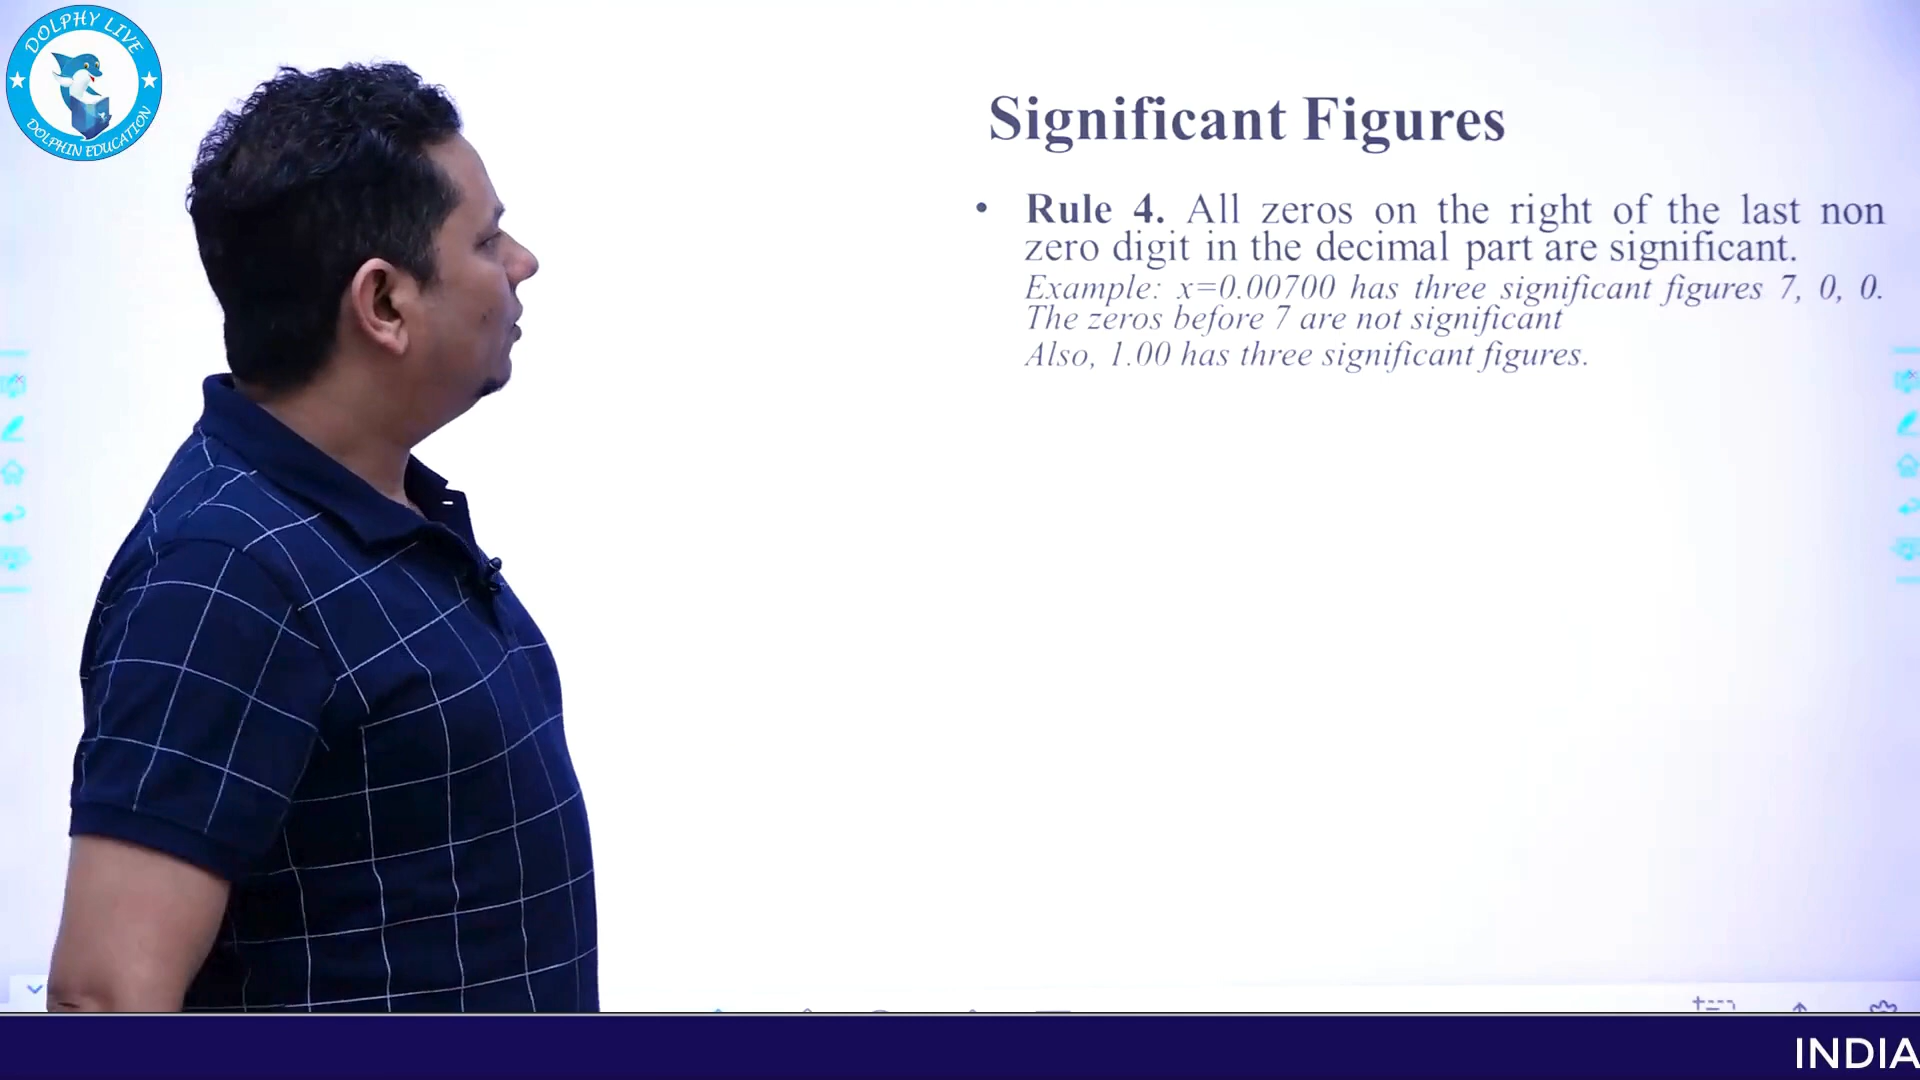 DOLPHY LIVE
DOLPHIN EDUCATION
Significant Figures
• Rule 4. All zeros on the right of the last non
zero digit in the decimal part are significant.
Example: x=0.00700 has three significant figures 7, 0, 0.
The zeros before 7 are not significant
Also, 1.00 has three significant figures.
INDIA